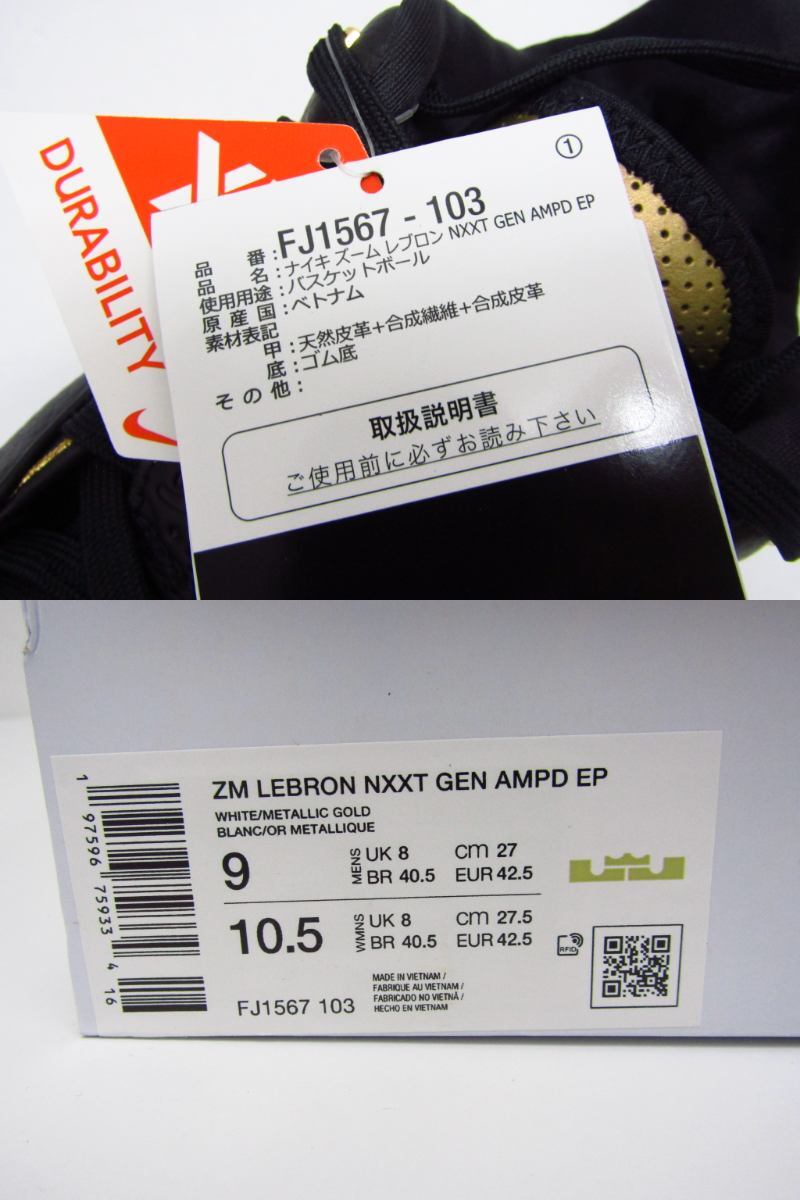 DURABILITY
①
品番:FJ1567 - 103
品名:ナイキ ズーム レブロン NXXT GEN AMPD EP
使用用途:バスケットボール
原産国:ベトナム
素材表記
甲:天然皮革+合成繊維+合成皮革
底:ゴム底
その他:
取扱説明書
ご使用前に必ずお読み下さい
ZM LEBRON NXXT GEN AMPD EP
WHITE/METALLIC GOLD
BLANC/OR METALLIQUE
9 MENS UK 8 cm 27
BR 40.5 EUR 42.5
10.5 WMNS UK 8 cm 27.5
BR 40.5 EUR 42.5
RFID
MADE IN VIETNAM /
FABRIQUE AU VIETNAM /
FABRICADO NO VIETNÃ /
HECHO EN VIETNAM
FJ1567 103
1 97596 75933 4 16